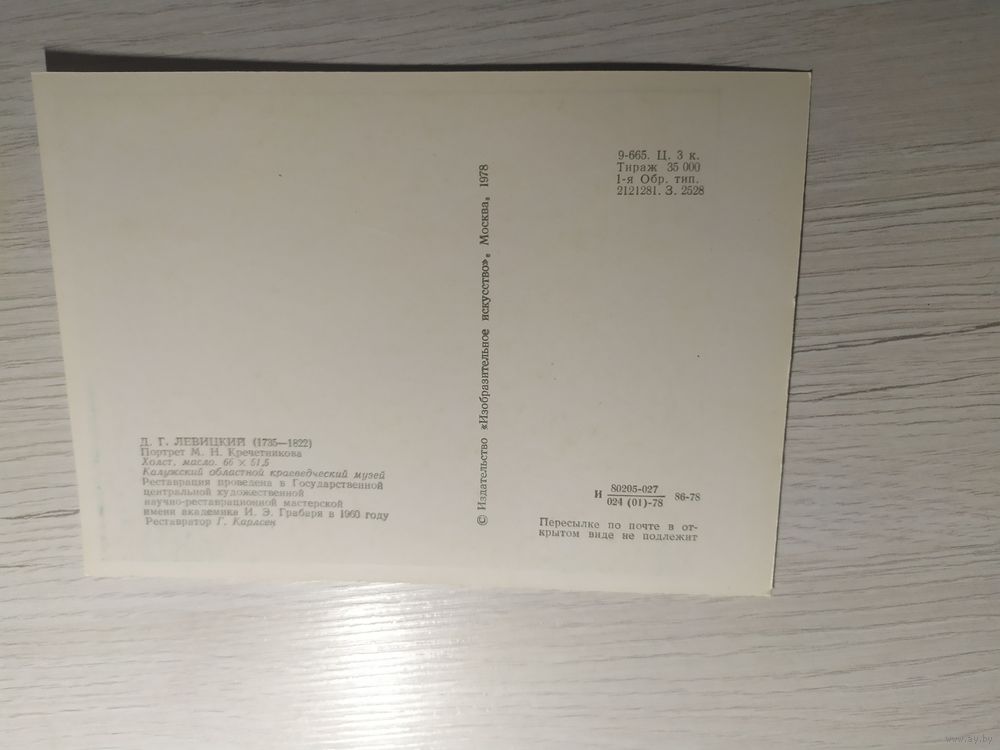 Д. Г. ЛЕВИЦКИЙ (1735—1822)
Портрет М. Н. Кречетникова
Холст, масло. 66 × 51,5
Калужский областной краеведческий музей
Реставрация проведена в Государственной
центральной художественной
научно-реставрационной мастерской
имени академика И. Э. Грабаря в 1960 году
Реставратор Г. Карлсен
© Издательство «Изобразительное искусство». Москва. 1978
9-665. Ц. 3 к.
Тираж 35 000
1-я Обр. тип.
2121281. З. 2528
И 80205-027 86-78
024 (01)-78
Пересылке по почте в от-
крытом виде не подлежит
www.ay.by